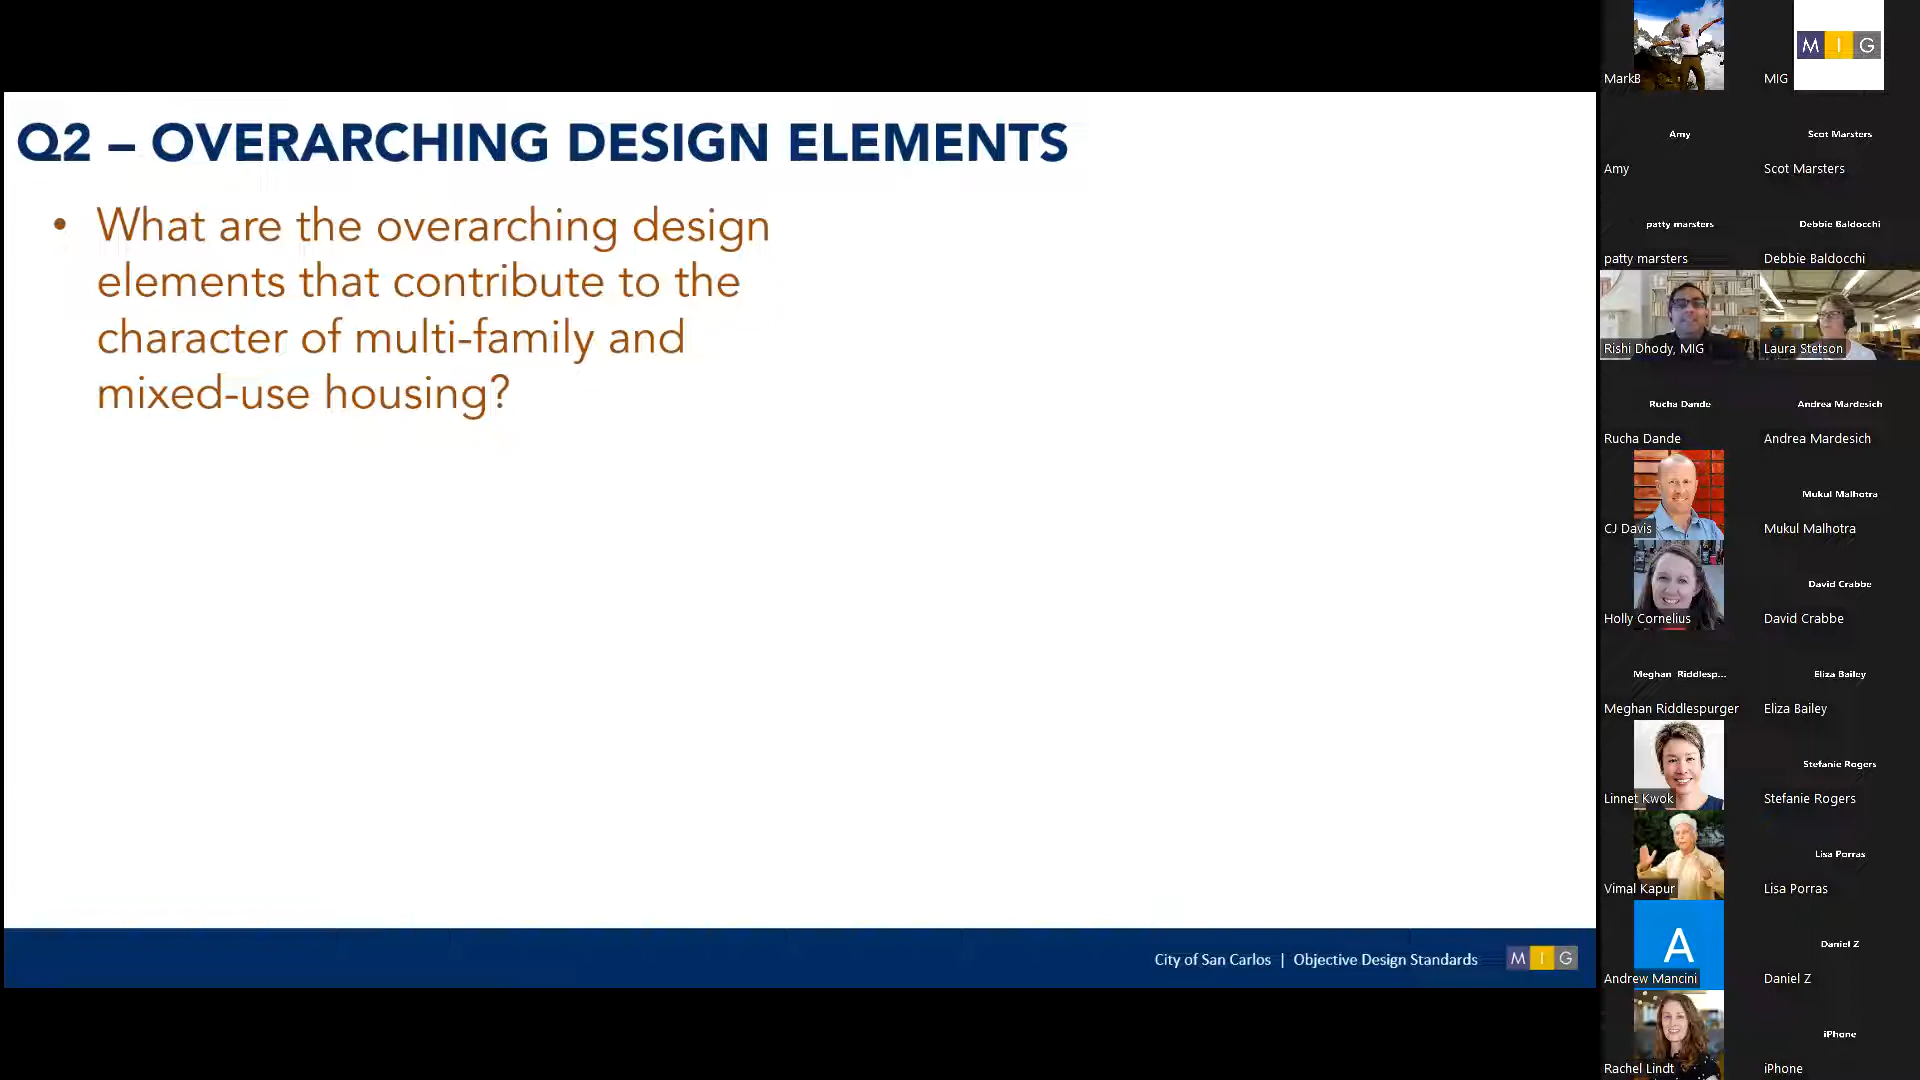 Q2 – OVERARCHING DESIGN ELEMENTS
• What are the overarching design
elements that contribute to the
character of multi-family and
mixed-use housing?
City of San Carlos | Objective Design Standards
M I G
MarkB
M I G
MIG
Amy
Amy
Scot Marsters
Scot Marsters
patty marsters
patty marsters
Debbie Baldocchi
Debbie Baldocchi
Rishi Dhody, MIG
Laura Stetson
Rucha Dande
Rucha Dande
Andrea Mardesich
Andrea Mardesich
CJ Davis
Mukul Malhotra
Mukul Malhotra
Holly Cornelius
David Crabbe
David Crabbe
Meghan Riddlesp...
Meghan Riddlespurger
Eliza Bailey
Eliza Bailey
Linnet Kwok
Stefanie Rogers
Stefanie Rogers
Vimal Kapur
Lisa Porras
Lisa Porras
A
Andrew Mancini
Daniel Z
Daniel Z
Rachel Lindt
iPhone
iPhone